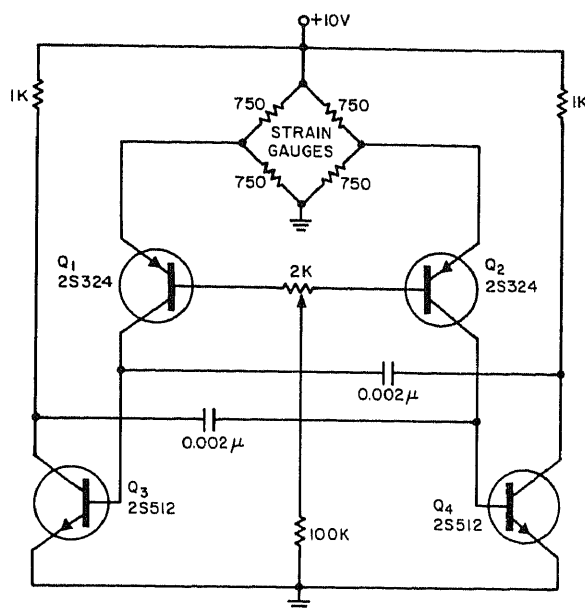 +10V
1K
1K
750
750
STRAIN
GAUGES
750
750
Q1
2S324
2K
Q2
2S324
0.002μ
0.002μ
Q3
2S512
Q4
2S512
100K